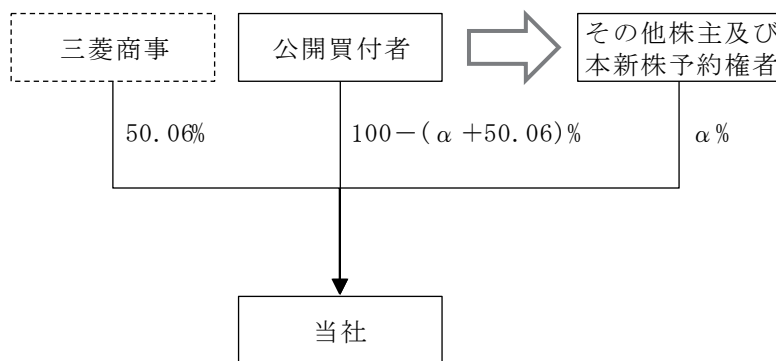 三菱商事
公開買付者
その他株主及び
本新株予約権者
50.06%
100-(α+50.06)%
α%
当社